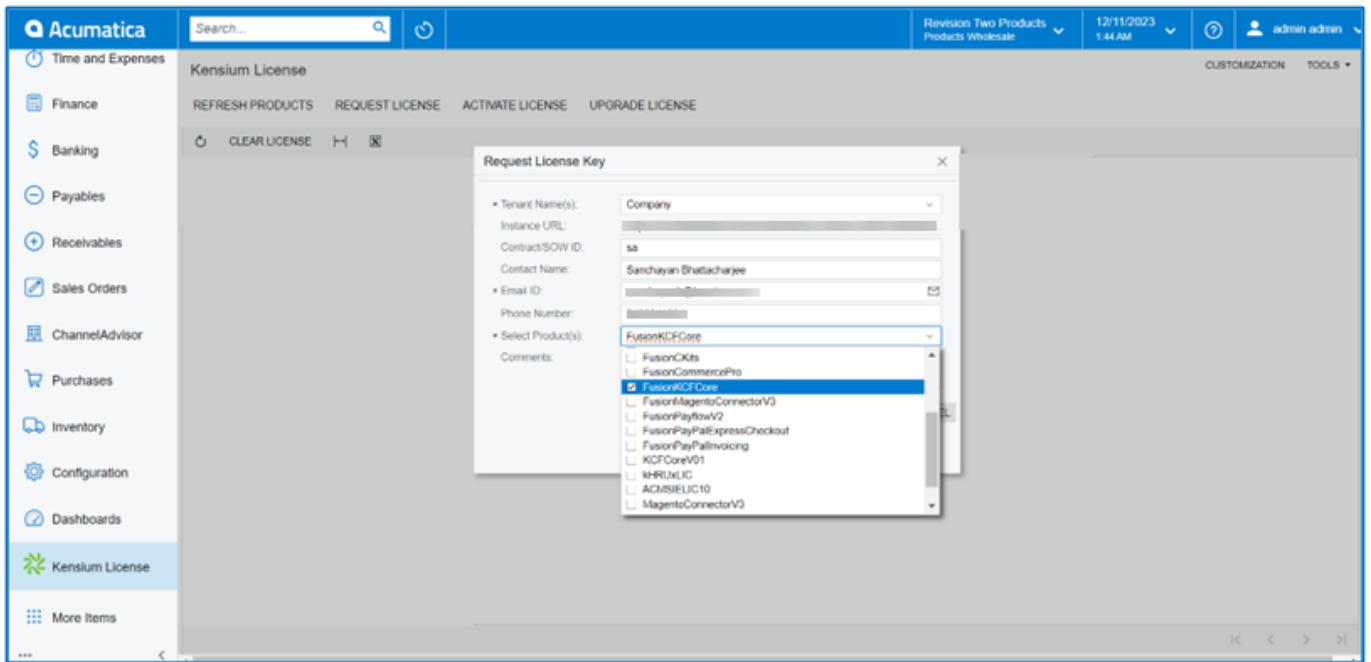 Acumatica
Search...
Revision Two Products
Products Wholesale
12/11/2023
1:44 AM
admin admin
Time and Expenses
Finance
Banking
Payables
Receivables
Sales Orders
ChannelAdvisor
Purchases
Inventory
Configuration
Dashboards
Kensium License
More Items
Kensium License
CUSTOMIZATION
TOOLS
REFRESH PRODUCTS
REQUEST LICENSE
ACTIVATE LICENSE
UPGRADE LICENSE
CLEAR LICENSE
Request License Key
Tenant Name(s):
Company
Instance URL:
Contract/SOW ID:
sa
Contact Name:
Sanchayan Bhattacharjee
Email ID:
Phone Number:
Select Product(s):
FusionKCFCore
Comments:
FusionCKits
FusionCommercePro
FusionKCFCore
FusionMagentoConnectorV3
FusionPayflowV2
FusionPayPalExpressCheckout
FusionPayPalInvoicing
KCFCoreV01
kHRUxLIC
ACMSIELIC10
MagentoConnectorV3